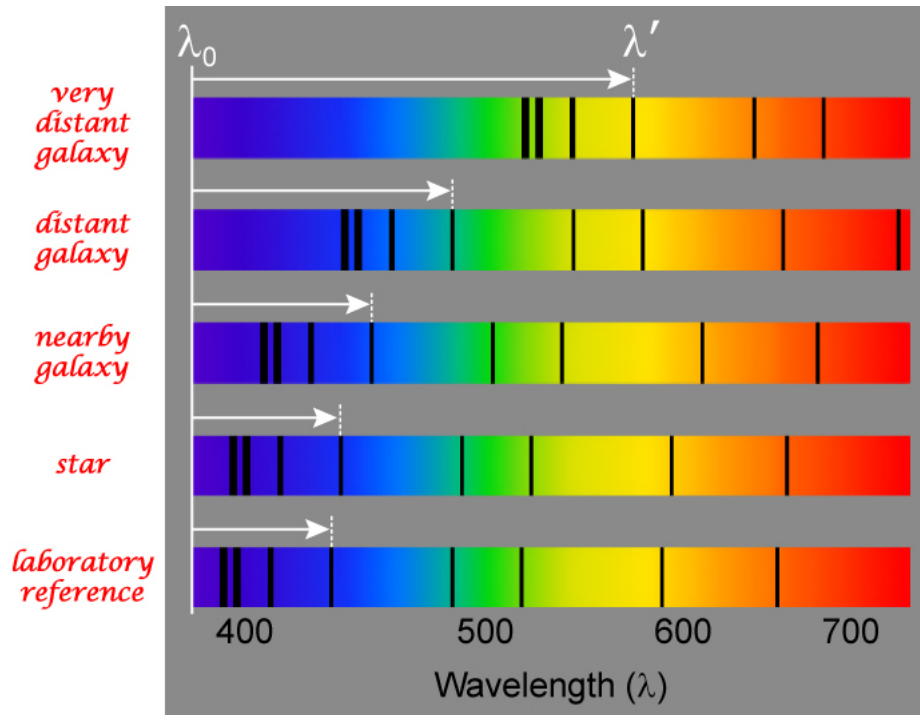 λ₀
λ′
very
distant
galaxy
distant
galaxy
nearby
galaxy
star
laboratory
reference
400 500 600 700
Wavelength (λ)